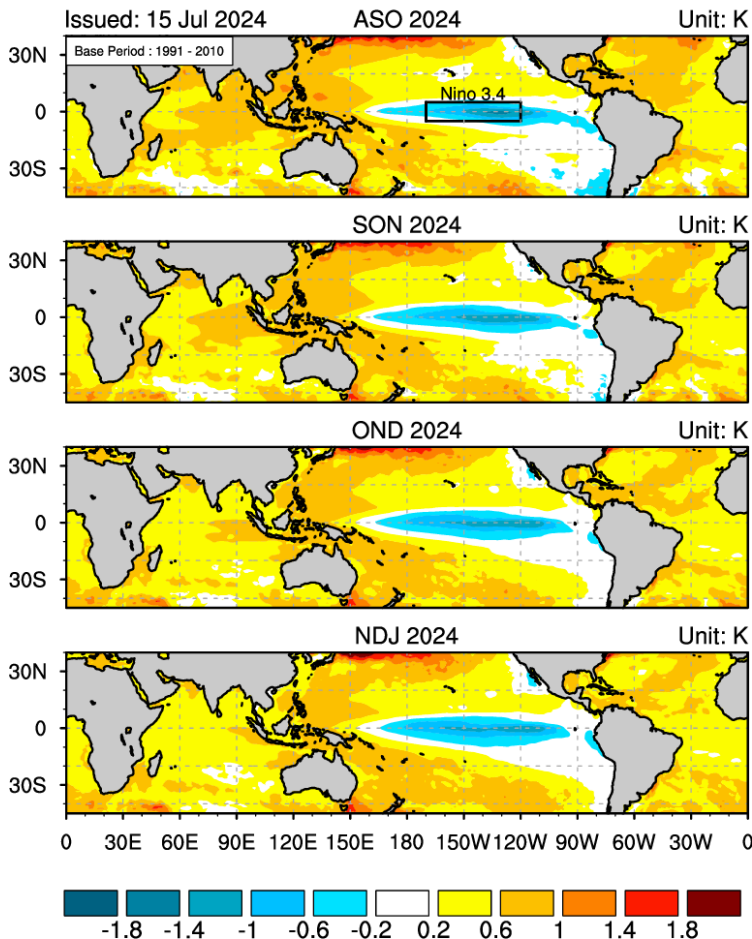 Issued: 15 Jul 2024 ASO 2024 Unit: K
Base Period : 1991 - 2010
30N
Nino 3.4
0
30S
SON 2024 Unit: K
30N
0
30S
OND 2024 Unit: K
30N
0
30S
NDJ 2024 Unit: K
30N
0
30S
0 30E 60E 90E 120E 150E 180 150W 120W 90W 60W 30W 0
-1.8 -1.4 -1 -0.6 -0.2 0.2 0.6 1 1.4 1.8